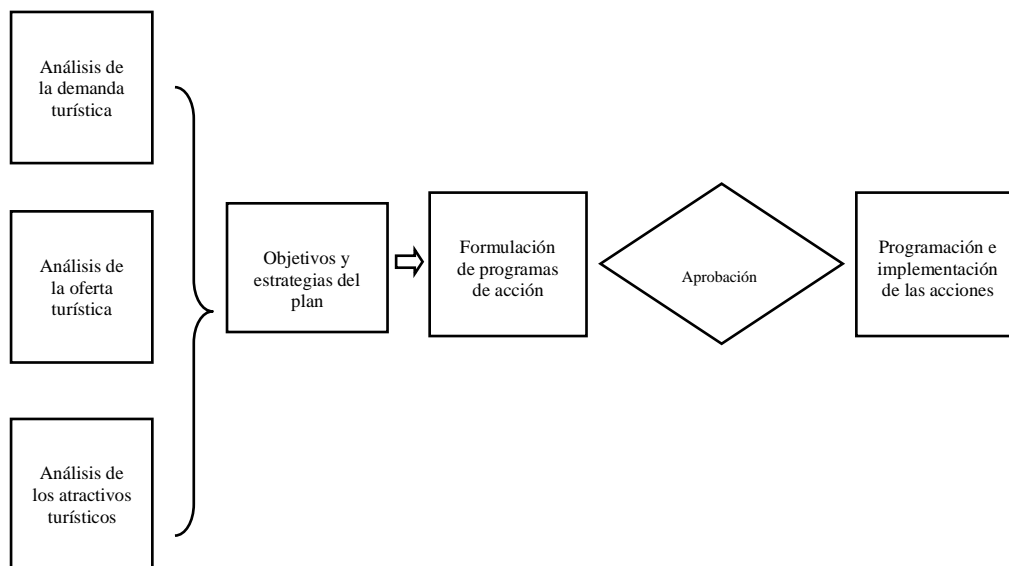 Análisis de
la demanda
turística
Análisis de
la oferta
turística
Análisis de
los atractivos
turísticos
Objetivos y
estrategias del
plan
Formulación
de programas
de acción
Aprobación
Programación e
implementación
de las acciones